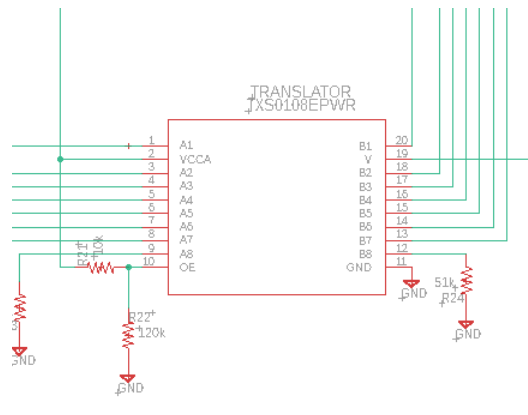 TRANSLATOR
TXS0108EPWR
1 A1 B1 20
2 VCCA V 19
3 A2 B2 18
4 A3 B3 17
5 A4 B4 16
6 A5 B5 15
7 A6 B6 14
8 A7 B7 13
9 A8 B8 12
10 OE GND 11
R21
10k
R22
120k
51k
R24
GND
GND
GND
GND